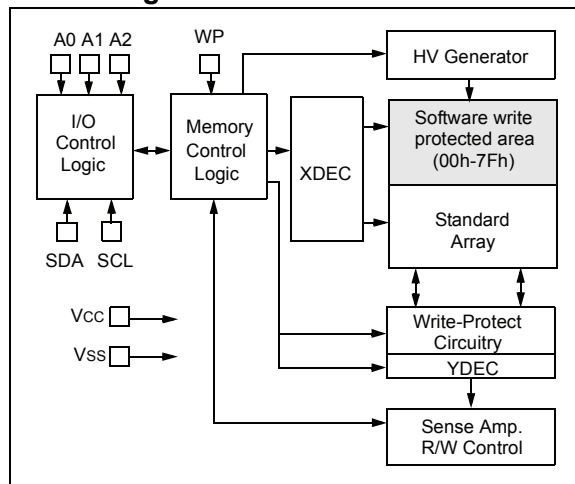 A0 A1 A2
WP
HV Generator
I/O
Control
Logic
Memory
Control
Logic
XDEC
Software write
protected area
(00h-7Fh)
Standard
Array
SDA SCL
VCC
VSS
Write-Protect
Circuitry
YDEC
Sense Amp.
R/W Control